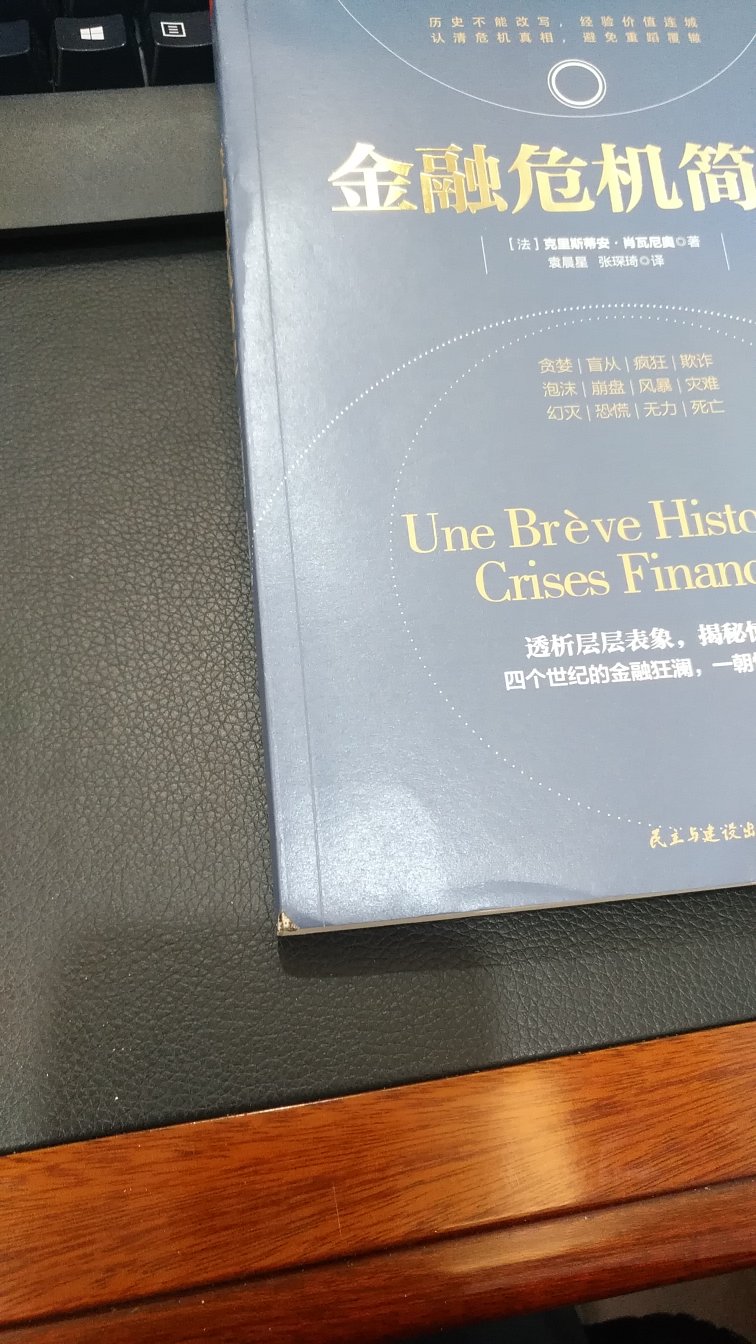 历史不能改写，经验价值连城
认清危机真相，避免重蹈覆辙
金融危机简
［法］克里斯蒂安·肖瓦尼奥◎著
袁晨星 张琛琦◎译
贪婪｜盲从｜疯狂｜欺诈
泡沫｜崩盘｜风暴｜灾难
幻灭｜恐慌｜无力｜死亡
Une Brève Histo
Crises Financ
透析层层表象，揭秘
四个世纪的金融狂澜，一朝
民主与建设出